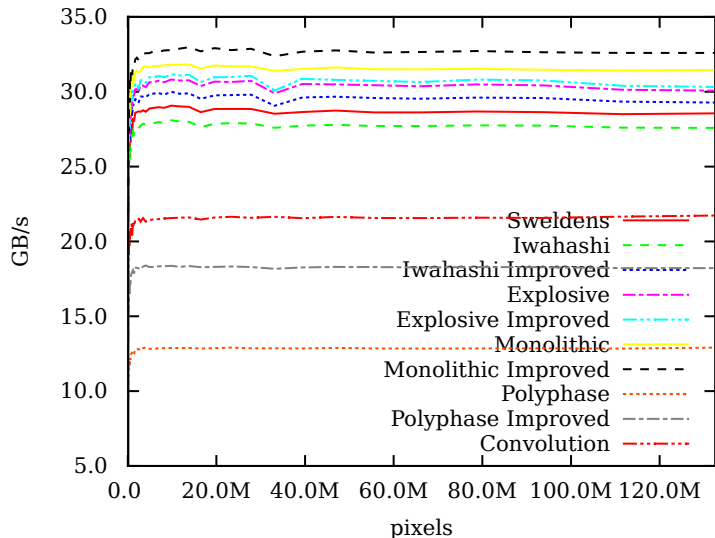 35.0
30.0
25.0
20.0
15.0
10.0
5.0
GB/s
Sweldens
Iwahashi
Iwahashi Improved
Explosive
Explosive Improved
Monolithic
Monolithic Improved
Polyphase
Polyphase Improved
Convolution
0.0 20.0M 40.0M 60.0M 80.0M 100.0M 120.0M
pixels